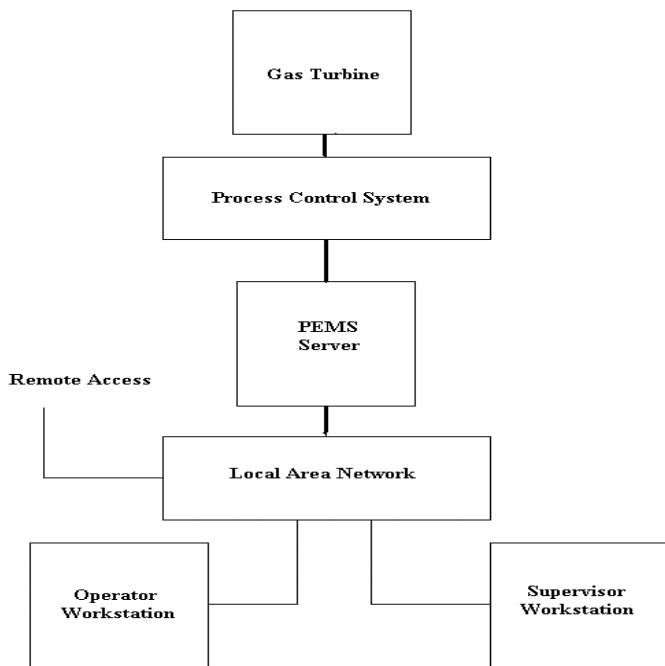 Gas Turbine
Process Control System
PEMS
Server
Remote Access
Local Area Network
Operator
Workstation
Supervisor
Workstation